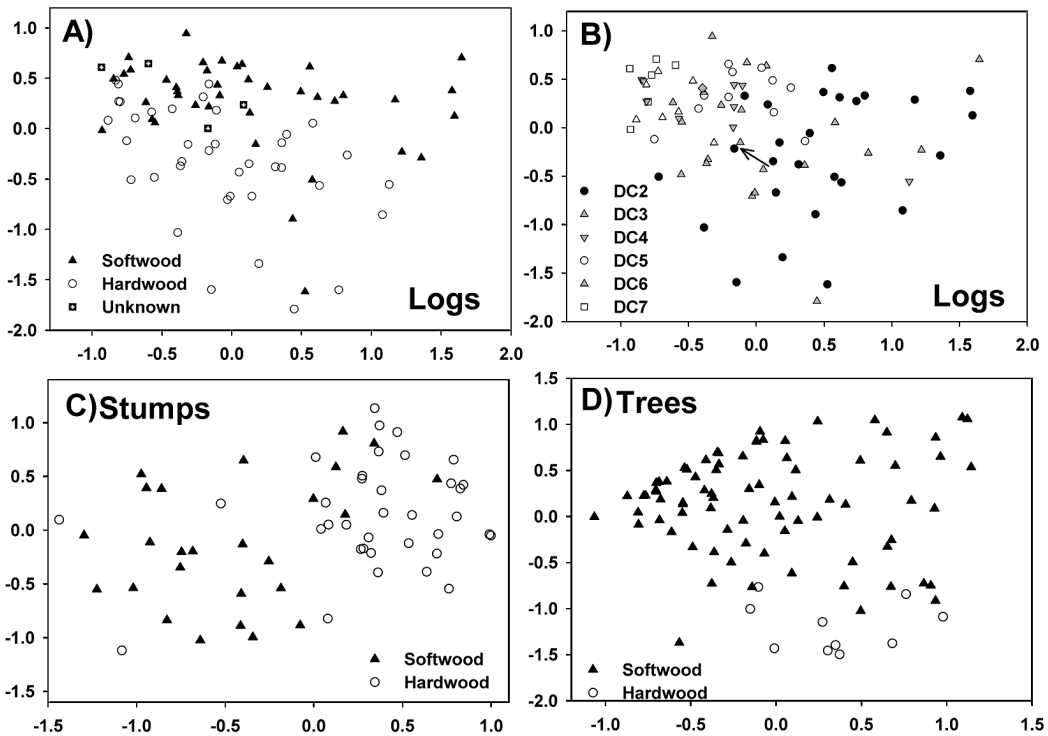 A)
1.0
0.5
0.0
-0.5
-1.0
-1.5
-2.0
Softwood
Hardwood
Unknown
Logs
-1.0 -0.5 0.0 0.5 1.0 1.5 2.0
B)
1.0
0.5
0.0
-0.5
-1.0
-1.5
-2.0
DC2
DC3
DC4
DC5
DC6
DC7
Logs
-1.0 -0.5 0.0 0.5 1.0 1.5 2.0
C) Stumps
1.0
0.5
0.0
-0.5
-1.0
-1.5
Softwood
Hardwood
-1.5 -1.0 -0.5 0.0 0.5 1.0
D) Trees
1.5
1.0
0.5
0.0
-0.5
-1.0
-1.5
-2.0
Softwood
Hardwood
-1.0 -0.5 0.0 0.5 1.0 1.5